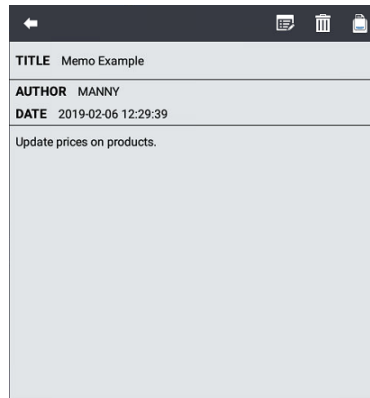 TITLE Memo Example
AUTHOR MANNY
DATE 2019-02-06 12:29:39
Update prices on products.